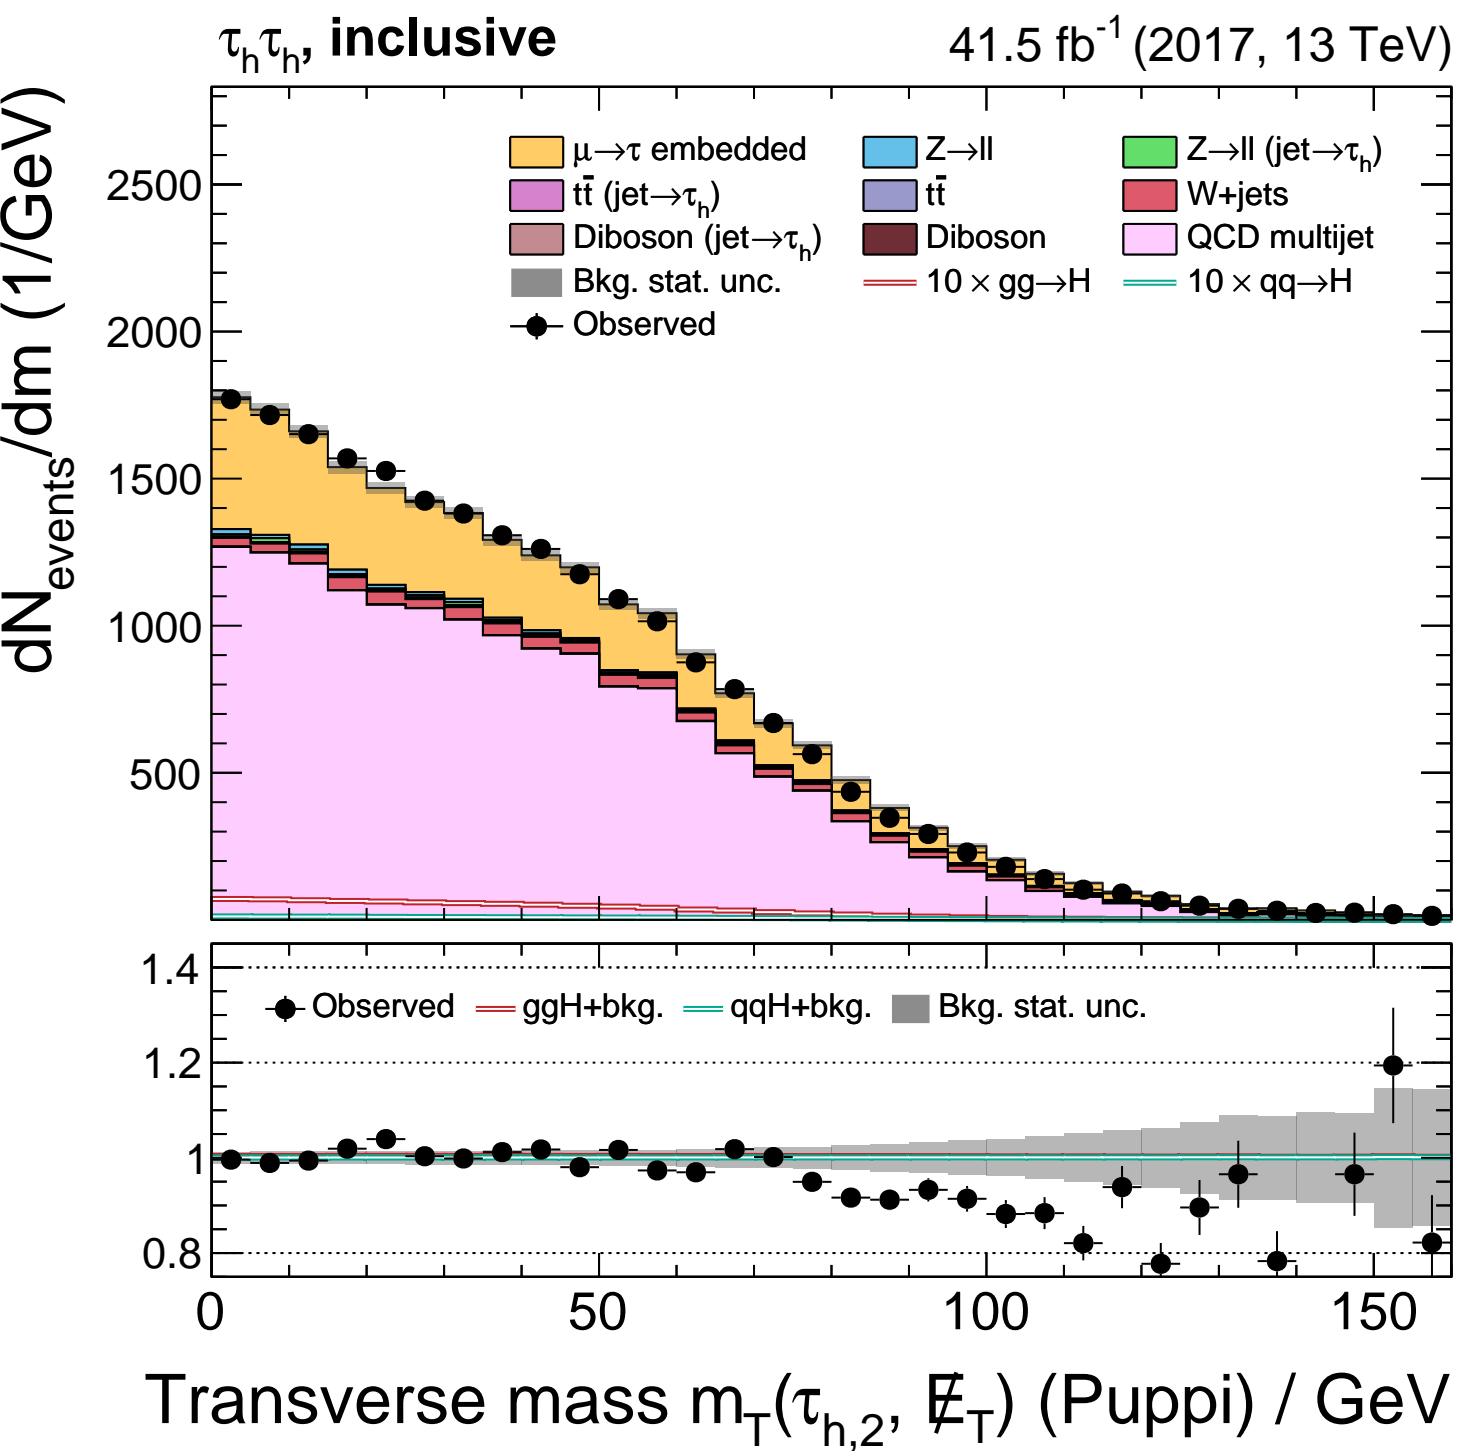 τhτh, inclusive 41.5 fb-1 (2017, 13 TeV)
dNevents/dm (1/GeV)
μ→τ embedded Z→ll Z→ll (jet→τh)
tt̄ (jet→τh) tt̄ W+jets
Diboson (jet→τh) Diboson QCD multijet
Bkg. stat. unc. 10 × gg→H 10 × qq→H
Observed
2500
2000
1500
1000
500
1.4
Observed ggH+bkg. qqH+bkg. Bkg. stat. unc.
1.2
1
0.8
0 50 100 150
Transverse mass mT(τh,2, E̸T) (Puppi) / GeV